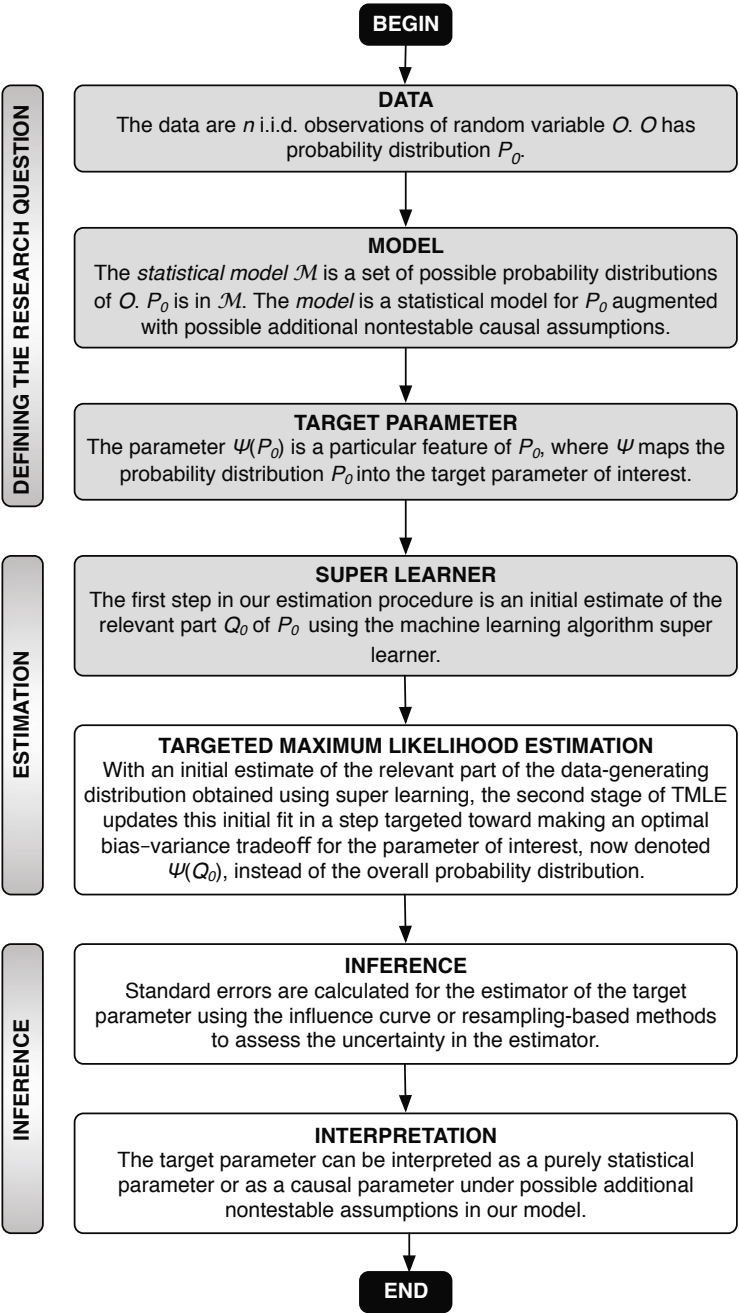 BEGIN
DEFINING THE RESEARCH QUESTION
DATA
The data are n i.i.d. observations of random variable O. O has
probability distribution P₀.
MODEL
The statistical model ℳ is a set of possible probability distributions
of O. P₀ is in ℳ. The model is a statistical model for P₀ augmented
with possible additional nontestable causal assumptions.
TARGET PARAMETER
The parameter Ψ(P₀) is a particular feature of P₀, where Ψ maps the
probability distribution P₀ into the target parameter of interest.
ESTIMATION
SUPER LEARNER
The first step in our estimation procedure is an initial estimate of the
relevant part Q₀ of P₀ using the machine learning algorithm super
learner.
TARGETED MAXIMUM LIKELIHOOD ESTIMATION
With an initial estimate of the relevant part of the data-generating
distribution obtained using super learning, the second stage of TMLE
updates this initial fit in a step targeted toward making an optimal
bias–variance tradeoff for the parameter of interest, now denoted
Ψ(Q₀), instead of the overall probability distribution.
INFERENCE
INFERENCE
Standard errors are calculated for the estimator of the target
parameter using the influence curve or resampling-based methods
to assess the uncertainty in the estimator.
INTERPRETATION
The target parameter can be interpreted as a purely statistical
parameter or as a causal parameter under possible additional
nontestable assumptions in our model.
END